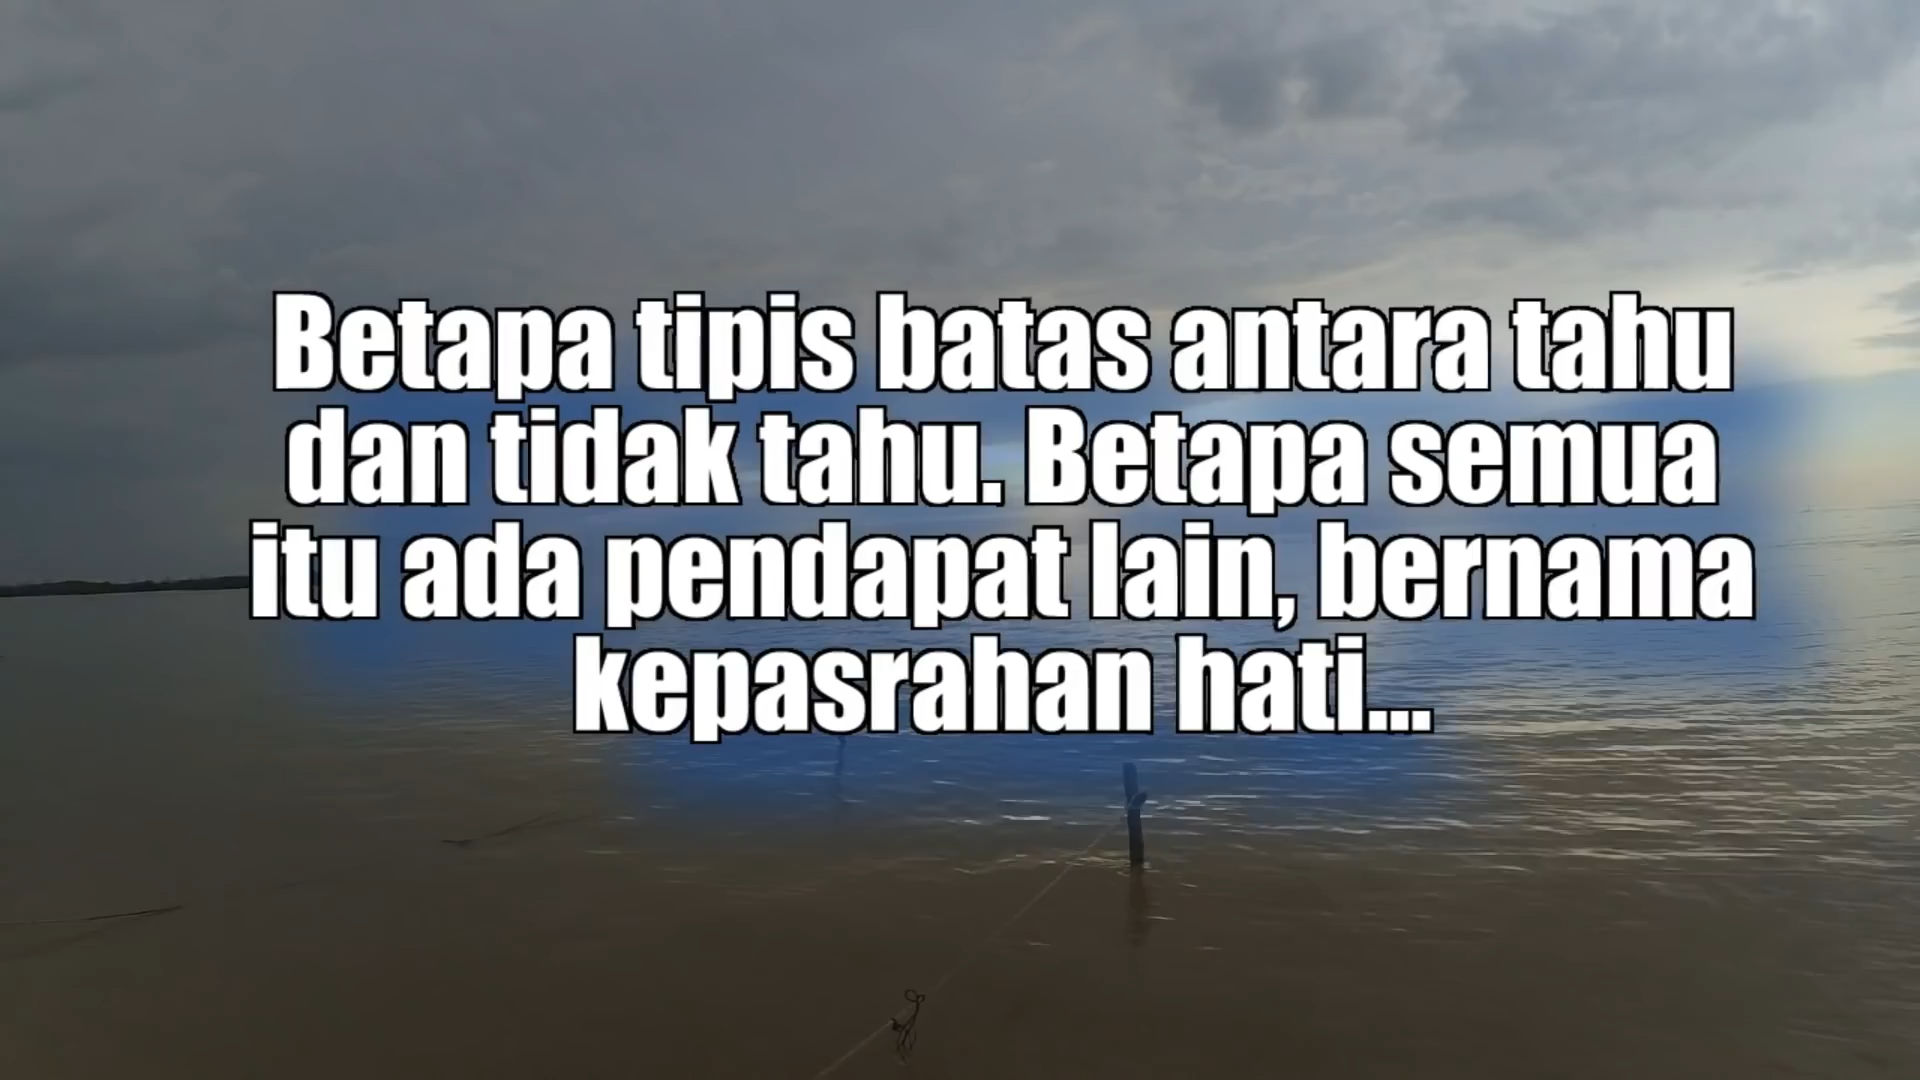 Betapa tipis batas antara tahu
dan tidak tahu. Betapa semua
itu ada pendapat lain, bernama
kepasrahan hati...